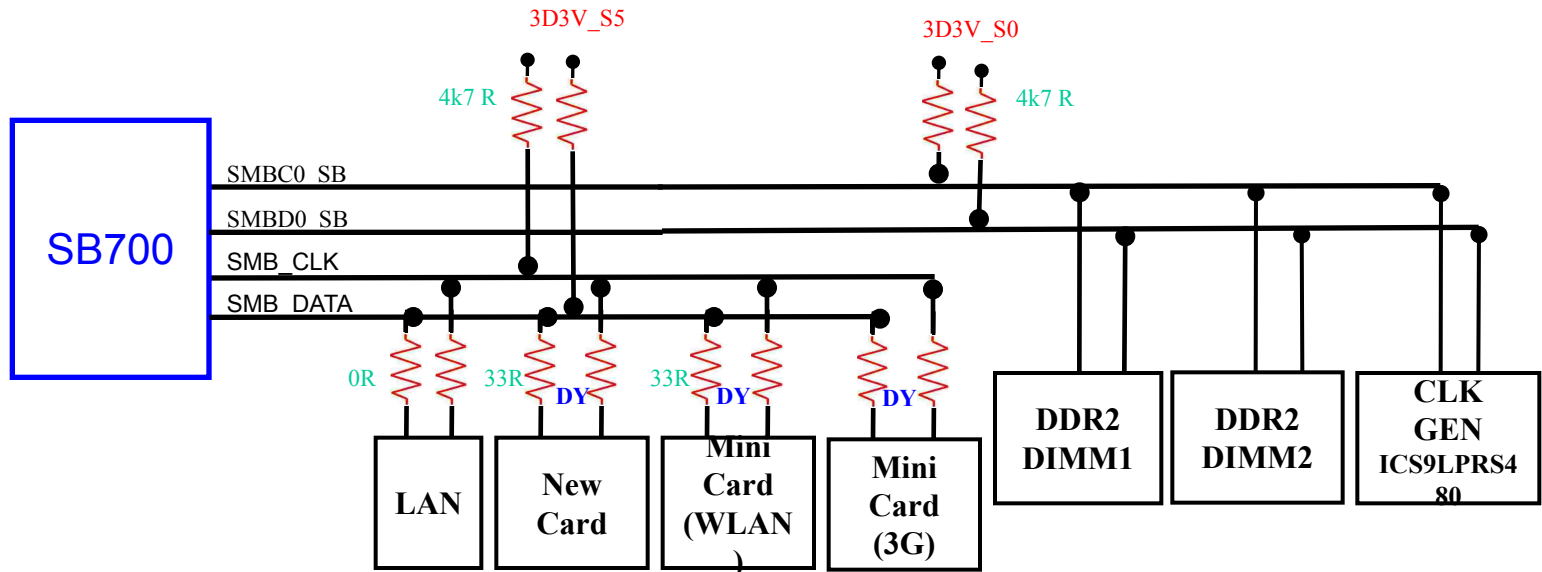 3D3V_S5
3D3V_S0
4k7 R
4k7 R
SB700
SMBC0_SB
SMBD0_SB
SMB_CLK
SMB_DATA
0R
33R
DY
33R
DY
DY
LAN
New
Card
Mini
Card
(WLAN
)
Mini
Card
(3G)
DDR2
DIMM1
DDR2
DIMM2
CLK
GEN
ICS9LPRS4
80